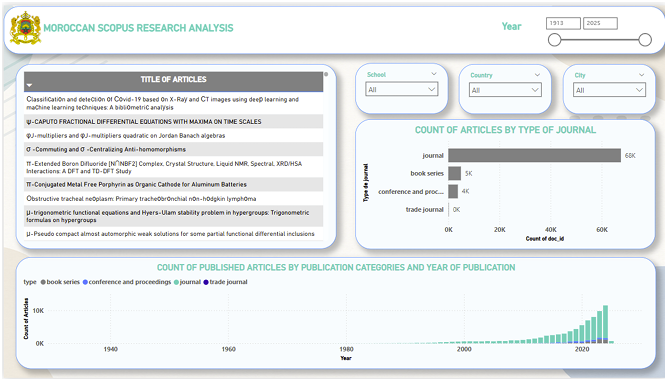 MOROCCAN SCOPUS RESEARCH ANALYSIS
Year
1913 2025
TITLE OF ARTICLES
Classification and detection of Covid-19 based on X-RaY and CT images using deep learning and
machine learning techniques: A bibliometric analysis
ψ-CAPUTO FRACTIONAL DIFFERENTIAL EQUATIONS WITH MAXIMA ON TIME SCALES
φJ-multipliers and φJ-multipliers quadratic on Jordan Banach algebras
σ -Commuting and σ -Centralizing Anti-homomorphisms
π-Extended Boron Difluoride [N∩NBF2] Complex, Crystal Structure, Liquid NMR, Spectral, XRD/HSA
Interactions: A DFT and TD-DFT Study
π-Conjugated Metal Free Porphyrin as Organic Cathode for Aluminum Batteries
Obstructive tracheal neoplasm: Primary tracheobronchial non-hodgkin lymphoma
μ-trigonometric functional equations and Hyers-Ulam stability problem in hypergroups: Trigonometric
formulas on hypergroups
μ-Pseudo compact almost automorphic weak solutions for some partial functional differential inclusions
School
All
Country
All
City
All
COUNT OF ARTICLES BY TYPE OF JOURNAL
Type de journal
journal 68K
book series 5K
conference and proc... 4K
trade journal 0K
0K 20K 40K 60K
Count of doc_id
COUNT OF PUBLISHED ARTICLES BY PUBLICATION CATEGORIES AND YEAR OF PUBLICATION
type book series conference and proceedings journal trade journal
Count of Articles
10K
0K
1940 1960 1980 2000 2020
Year